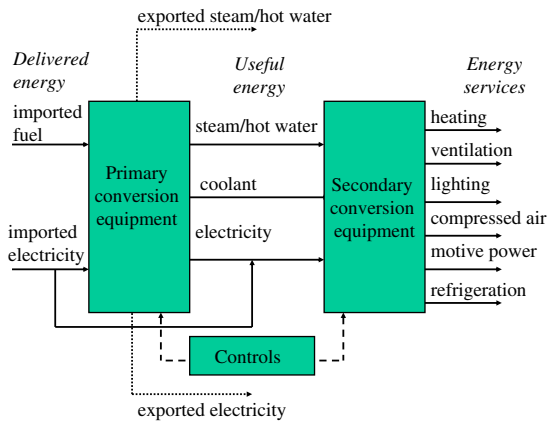 exported steam/hot water
Delivered
energy
Useful
energy
Energy
services
imported
fuel
Primary
conversion
equipment
steam/hot water
coolant
Secondary
conversion
equipment
heating
ventilation
lighting
compressed air
motive power
refrigeration
imported
electricity
electricity
Controls
exported electricity